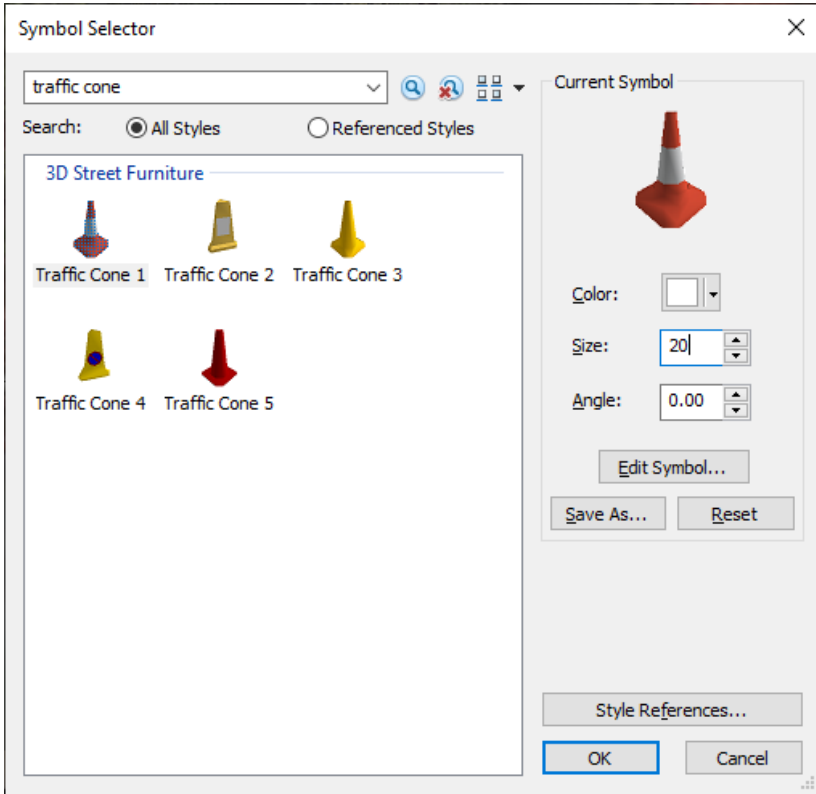 Symbol Selector
traffic cone
Search: All Styles Referenced Styles
3D Street Furniture
Traffic Cone 1 Traffic Cone 2 Traffic Cone 3
Traffic Cone 4 Traffic Cone 5
Current Symbol
Color:
Size: 20
Angle: 0.00
Edit Symbol...
Save As... Reset
Style References...
OK Cancel